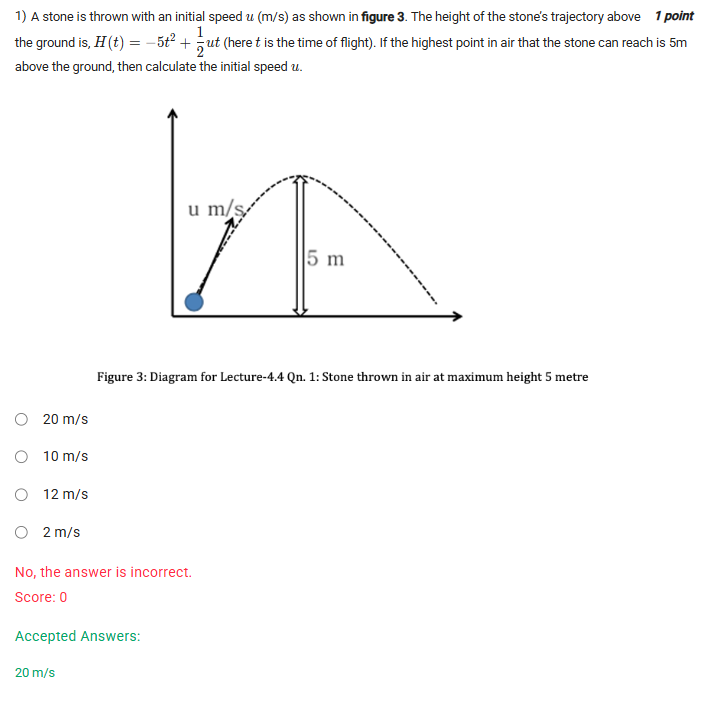 1) A stone is thrown with an initial speed u (m/s) as shown in figure 3. The height of the stone's trajectory above 1 point
the ground is, H(t) = −5t² + 1/2 ut (here t is the time of flight). If the highest point in air that the stone can reach is 5m
above the ground, then calculate the initial speed u.
u m/s
5 m
Figure 3: Diagram for Lecture-4.4 Qn. 1: Stone thrown in air at maximum height 5 metre
20 m/s
10 m/s
12 m/s
2 m/s
No, the answer is incorrect.
Score: 0
Accepted Answers:
20 m/s